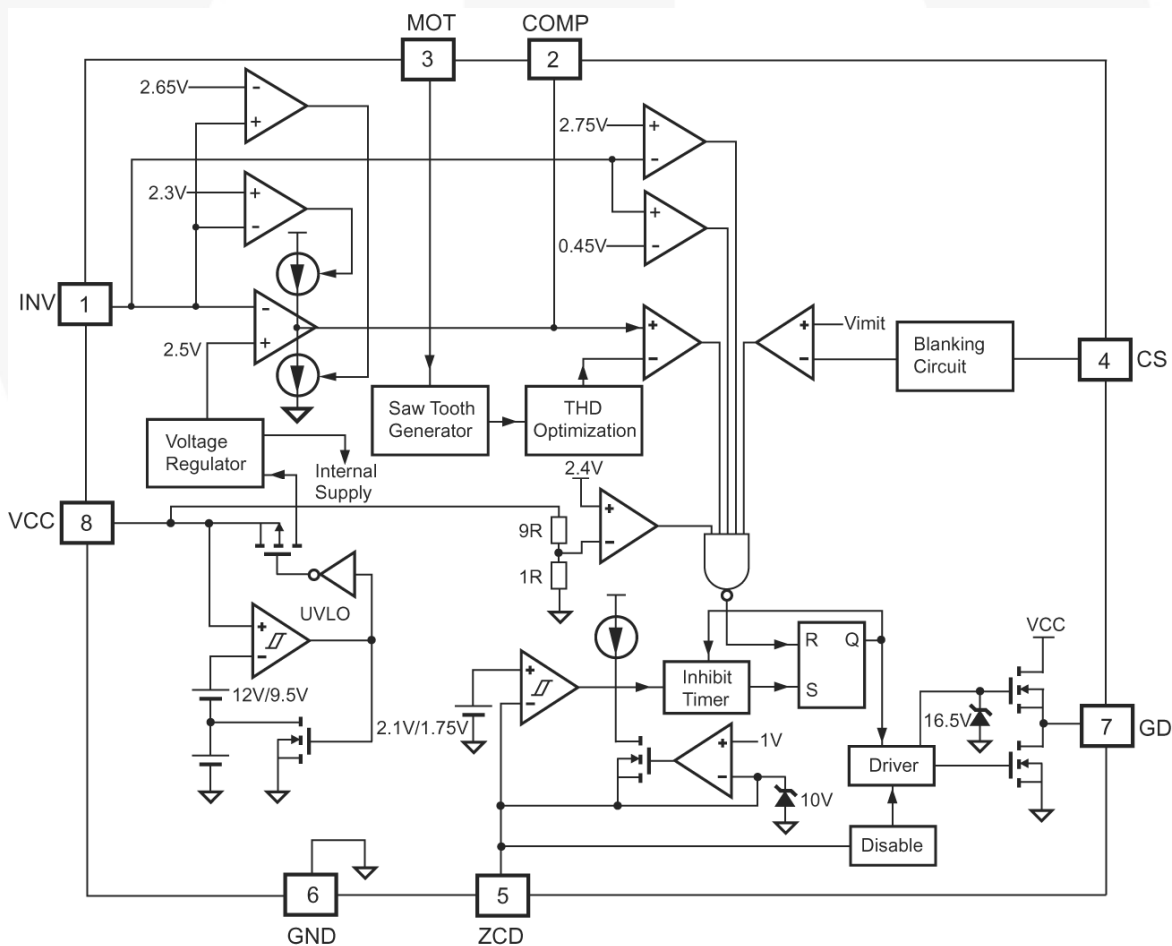 MOT
COMP
3
2
2.65V
-
+
2.75V
+
-
2.3V
+
-
+
-
0.45V
INV
1
-
+
2.5V
+
-
+
-
Vimit
Blanking
Circuit
4
CS
Voltage
Regulator
Internal
Supply
Saw Tooth
Generator
THD
Optimization
2.4V
+
-
9R
1R
VCC
8
UVLO
+
-
12V/9.5V
2.1V/1.75V
+
-
Inhibit
Timer
R
Q
S
VCC
16.5V
7
GD
+
1V
-
10V
Driver
Disable
6
GND
5
ZCD